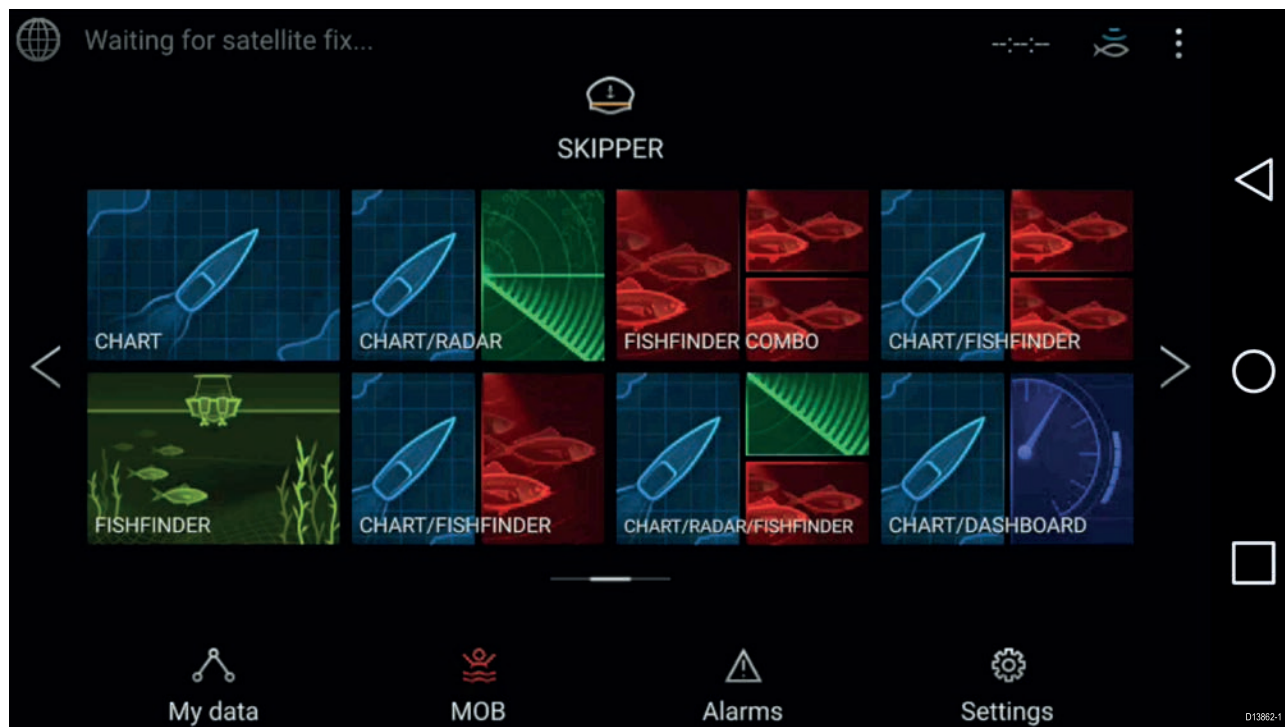 Waiting for satellite fix...
--:--:--
SKIPPER
CHART
CHART/RADAR
FISHFINDER COMBO
CHART/FISHFINDER
FISHFINDER
CHART/FISHFINDER
CHART/RADAR/FISHFINDER
CHART/DASHBOARD
My data
MOB
Alarms
Settings
D13862-1